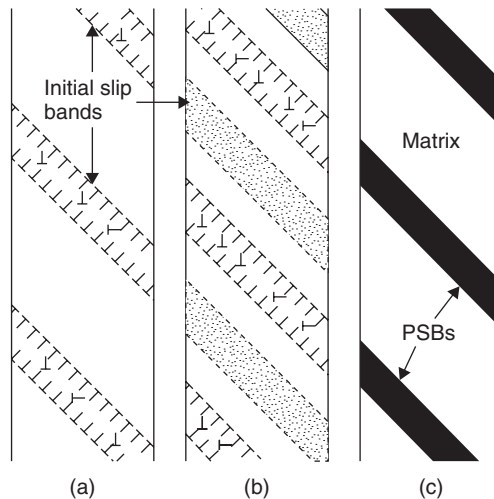 Initial slip
bands
Matrix
PSBs
(a)
(b)
(c)